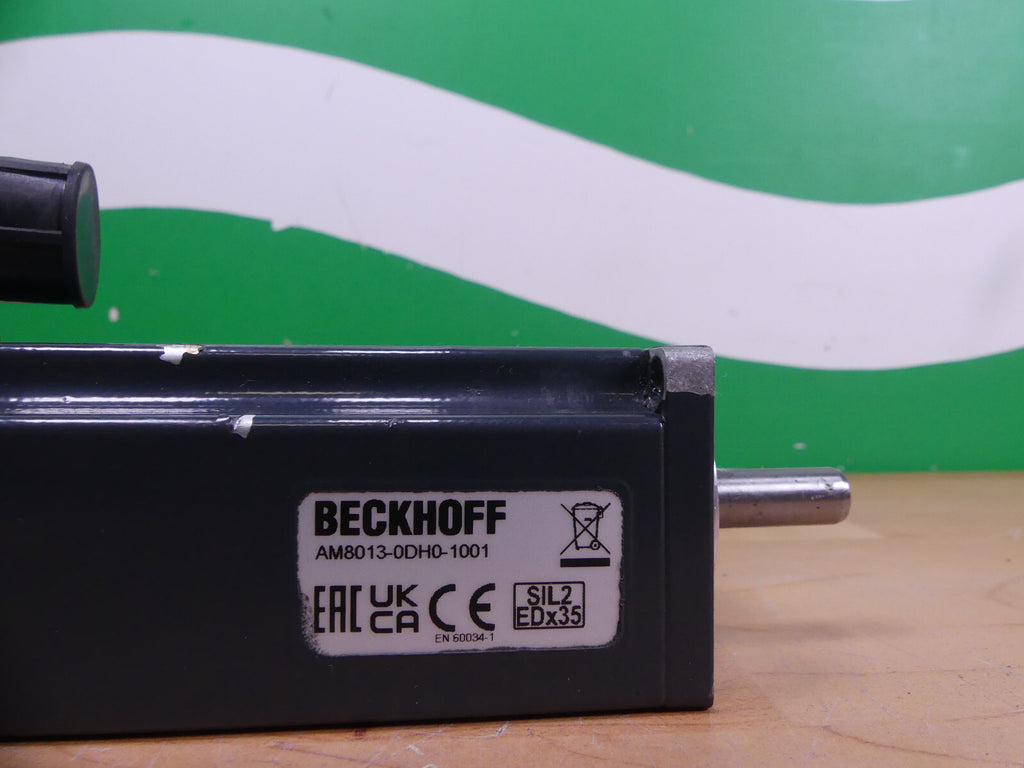 BECKHOFF
AM8013-0DH0-1001
EAC UK CA CE
EN 60034-1
SIL2
EDx35